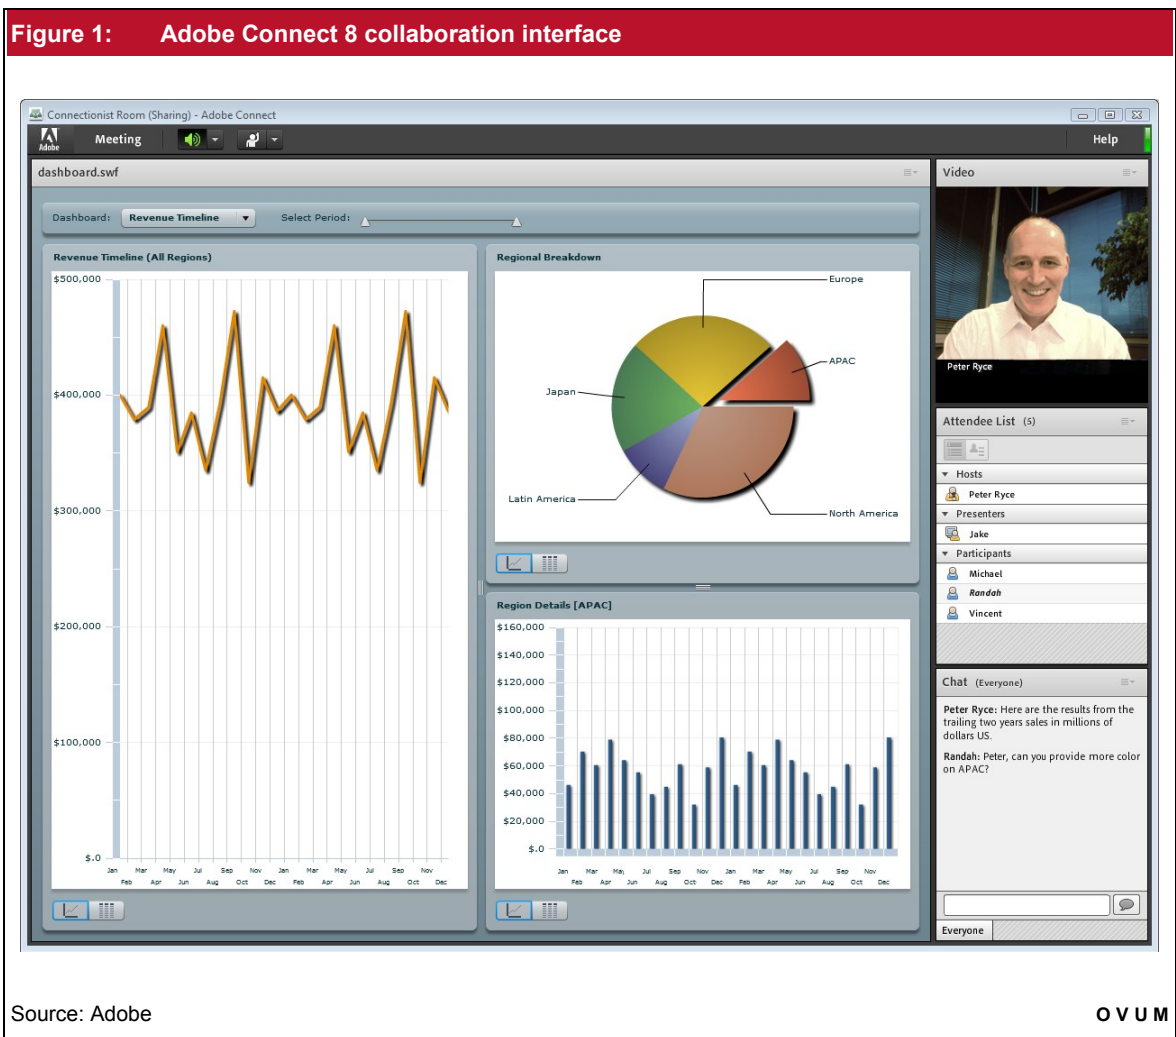 Figure 1: Adobe Connect 8 collaboration interface
Connectionist Room (Sharing) - Adobe Connect
Adobe
Meeting
Help
dashboard.swf
Dashboard: Revenue Timeline Select Period:
Revenue Timeline (All Regions)
$500,000
$400,000
$300,000
$200,000
$100,000
$.0
Jan Mar May Jul Sep Nov Jan Mar May Jul Sep Nov
Feb Apr Jun Aug Oct Dec Feb Apr Jun Aug Oct Dec
Regional Breakdown
Europe
APAC
Japan
Latin America
North America
Region Details [APAC]
$160,000
$140,000
$120,000
$100,000
$80,000
$60,000
$40,000
$20,000
$.0
Jan Mar May Jul Sep Nov Jan Mar May Jul Sep Nov
Feb Apr Jun Aug Oct Dec Feb Apr Jun Aug Oct Dec
Video
Peter Ryce
Attendee List (5)
Hosts
Peter Ryce
Presenters
Jake
Participants
Michael
Randah
Vincent
Chat (Everyone)
Peter Ryce: Here are the results from the
trailing two years sales in millions of
dollars US.
Randah: Peter, can you provide more color
on APAC?
Everyone
Source: Adobe
OVUM